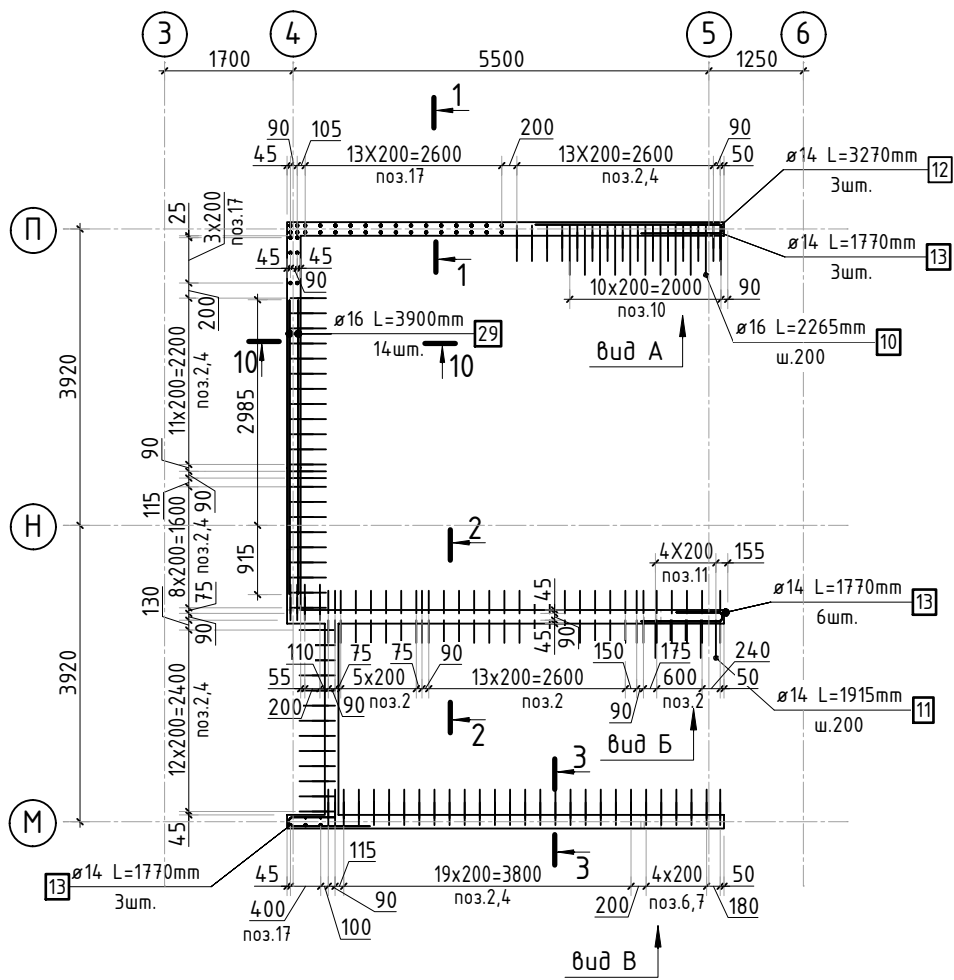 3 4 5 6
1700 5500 1250
1
90 105 200 90
45 13X200=2600 13X200=2600 50
поз.17 поз.2,4
ø14 L=3270mm 12
3шт.
25
3x200
поз.17
П
ø14 L=1770mm 13
3шт.
45 45
90
1
10x200=2000 90
поз.10
200
ø16 L=3900mm 29
14шт.
ø16 L=2265mm 10
ш.200
вид А
10 10
3920
11x200=2200
поз.2,4
2985
90
115
90
Н
8x200=1600
поз.2,4
915
2
4X200 155
поз.11
75
130
90
45
45
90
ø14 L=1770mm 13
6шт.
3920
110 75 75 90 150 175 240
55 5x200 13x200=2600 600 50
поз.2 поз.2 поз.2
200 90 90
ø14 L=1915mm 11
ш.200
12x200=2400
поз.2,4
2
вид Б
3
М
45
3
ø14 L=1770mm
13
3шт.
115
45 19x200=3800 4x200 50
поз.2,4 поз.6,7
400 90 200 180
поз.17 100
вид В